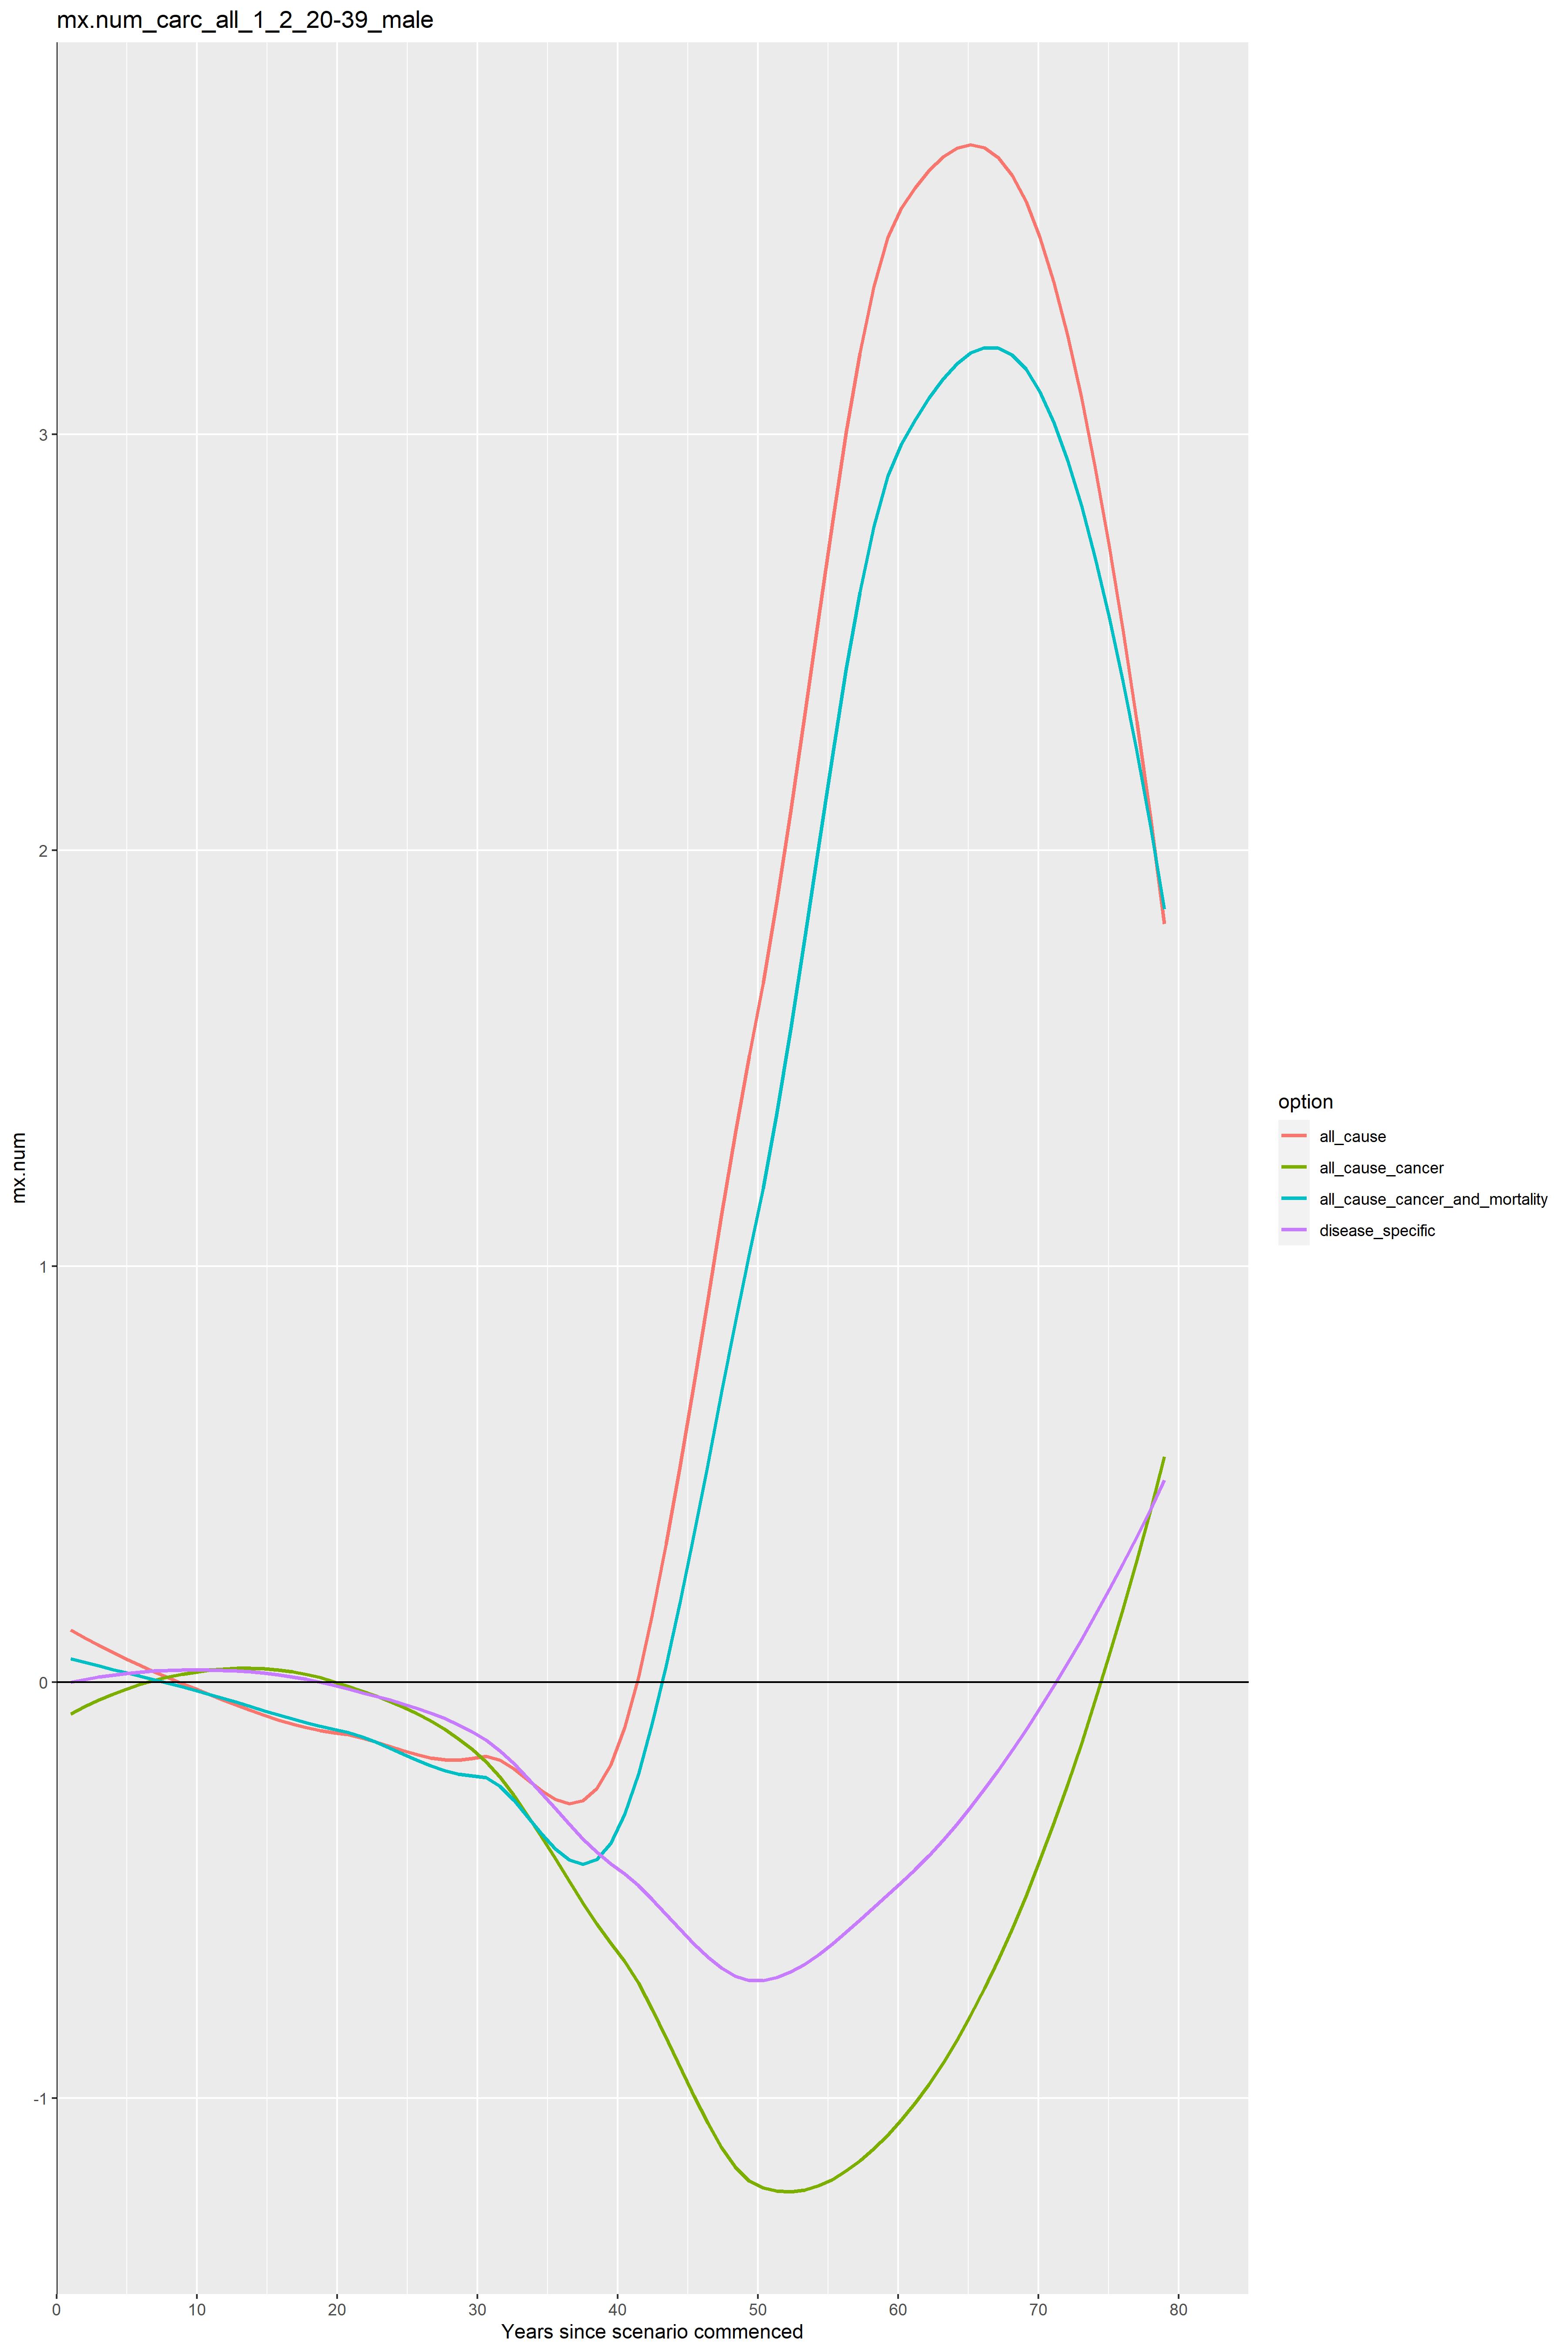 mx.num_carc_all_1_2_20-39_male
mx.num
3
2
1
0
-1
0 10 20 30 40 50 60 70 80
Years since scenario commenced
option
all_cause
all_cause_cancer
all_cause_cancer_and_mortality
disease_specific